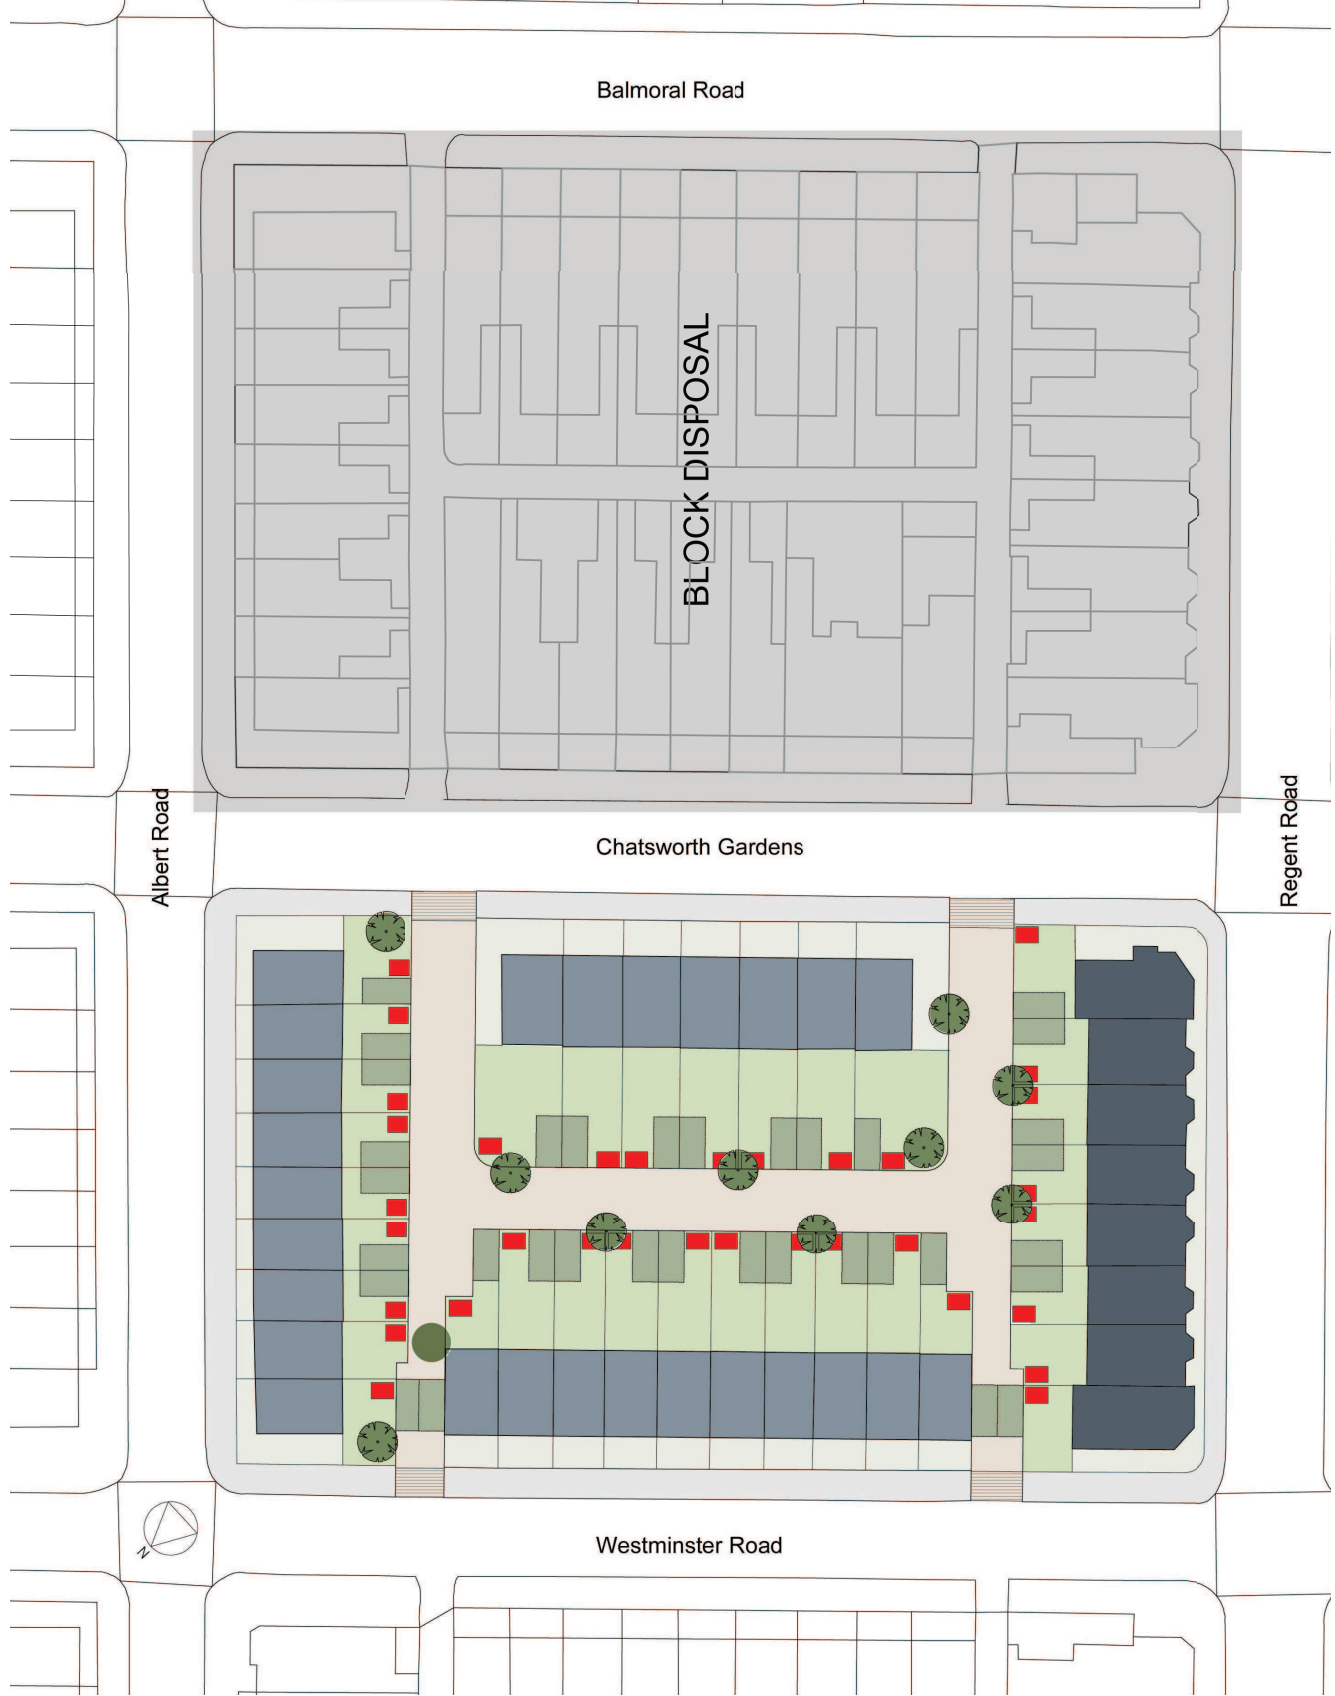 Balmoral Road
BLOCK DISPOSAL
Albert Road
Chatsworth Gardens
Regent Road
Westminster Road
N